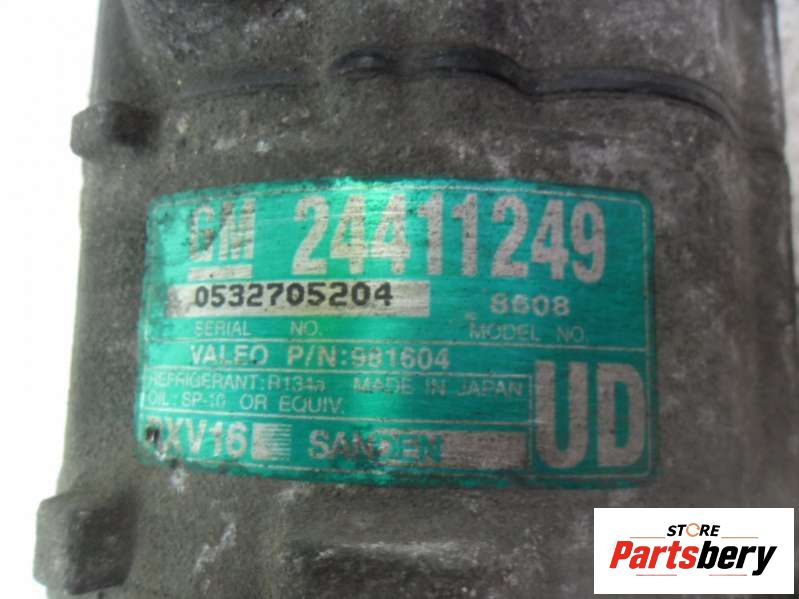 GM 24411249
0532705204 8608
SERIAL NO. MODEL NO.
VALEO P/N:981604
REFRIGERANT:R134a MADE IN JAPAN
OIL: SP-10 OR EQUIV.
PXV16 SANDEN UD
STORE
Partsbery